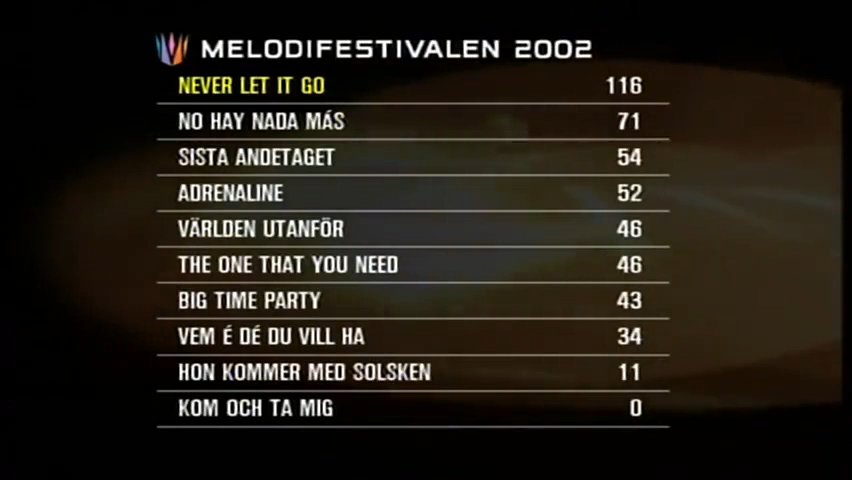 MELODIFESTIVALEN 2002
NEVER LET IT GO 116
NO HAY NADA MÁS 71
SISTA ANDETAGET 54
ADRENALINE 52
VÄRLDEN UTANFÖR 46
THE ONE THAT YOU NEED 46
BIG TIME PARTY 43
VEM É DÉ DU VILL HA 34
HON KOMMER MED SOLSKEN 11
KOM OCH TA MIG 0